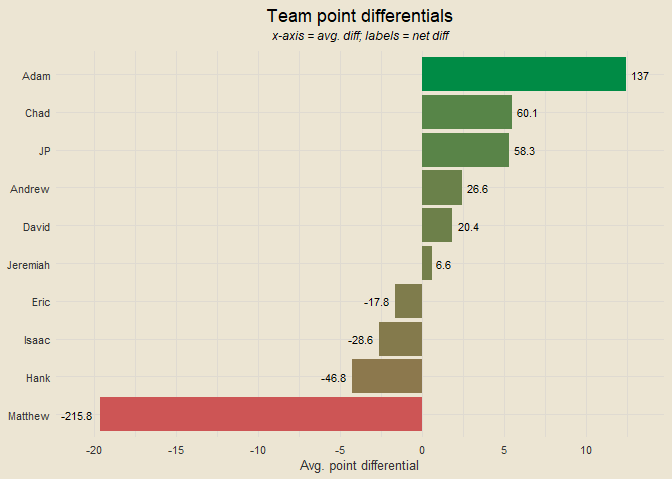 Team point differentials
x-axis = avg. diff; labels = net diff
Adam 137
Chad 60.1
JP 58.3
Andrew 26.6
David 20.4
Jeremiah 6.6
Eric -17.8
Isaac -28.6
Hank -46.8
Matthew -215.8
-20 -15 -10 -5 0 5 10
Avg. point differential